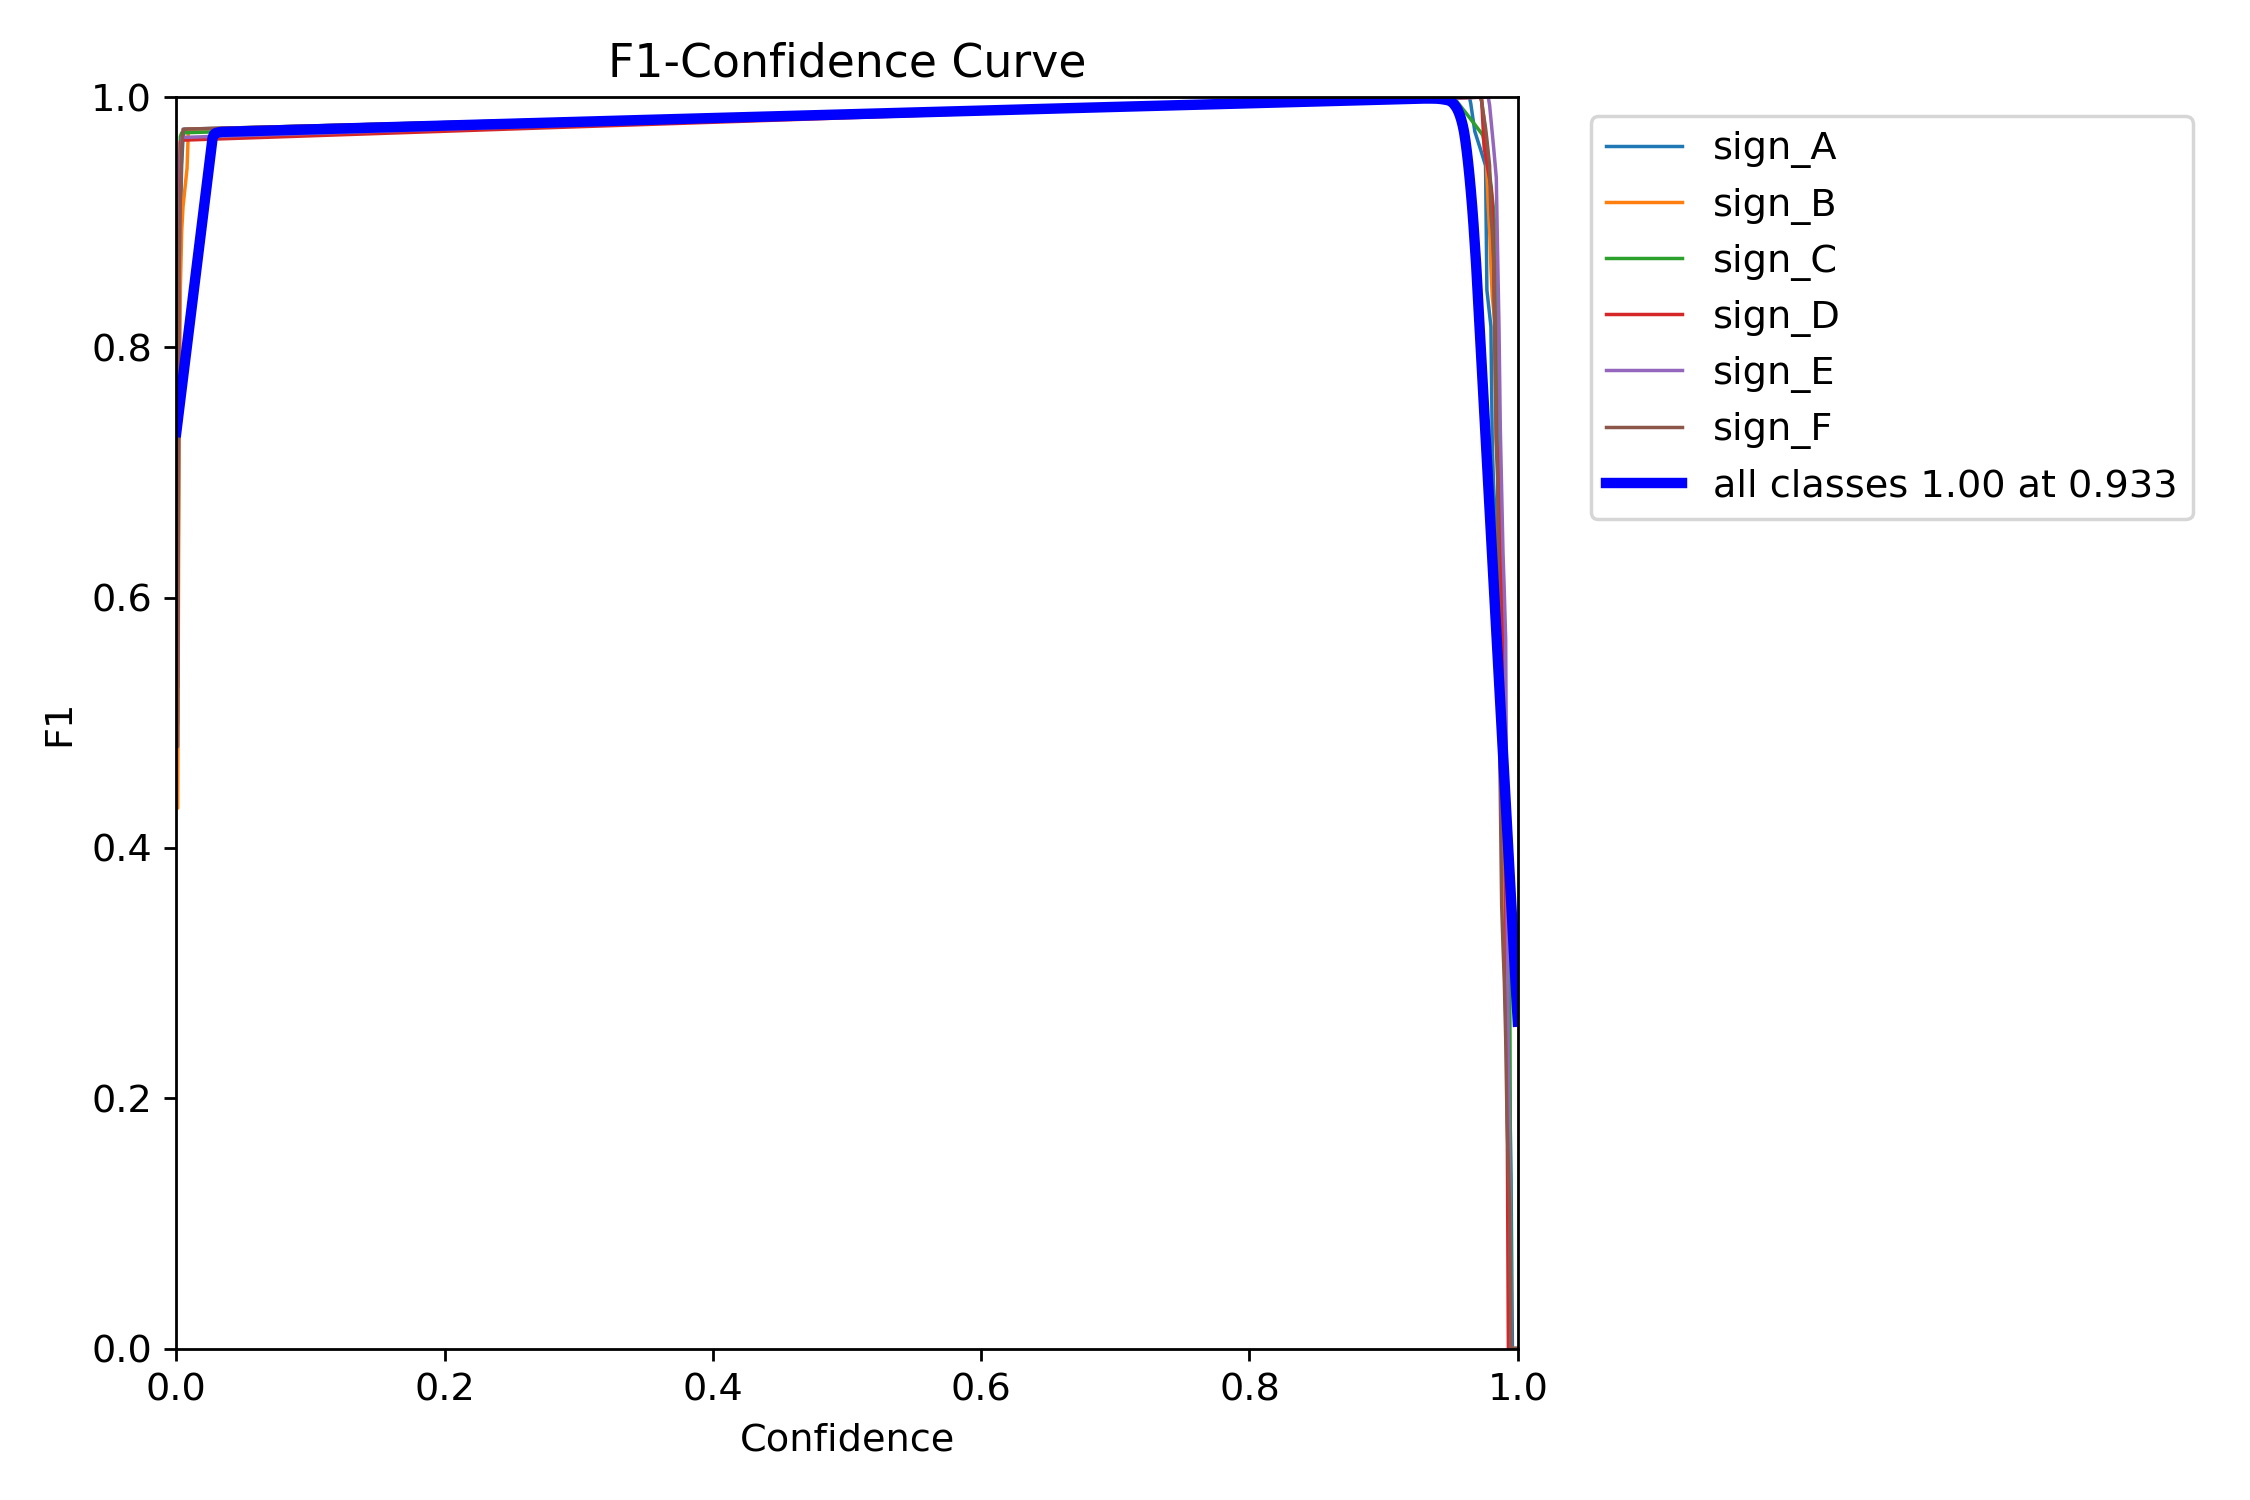 F1-Confidence Curve
1.0
0.8
0.6
0.4
0.2
0.0
F1
0.0 0.2 0.4 0.6 0.8 1.0
Confidence
sign_A
sign_B
sign_C
sign_D
sign_E
sign_F
all classes 1.00 at 0.933